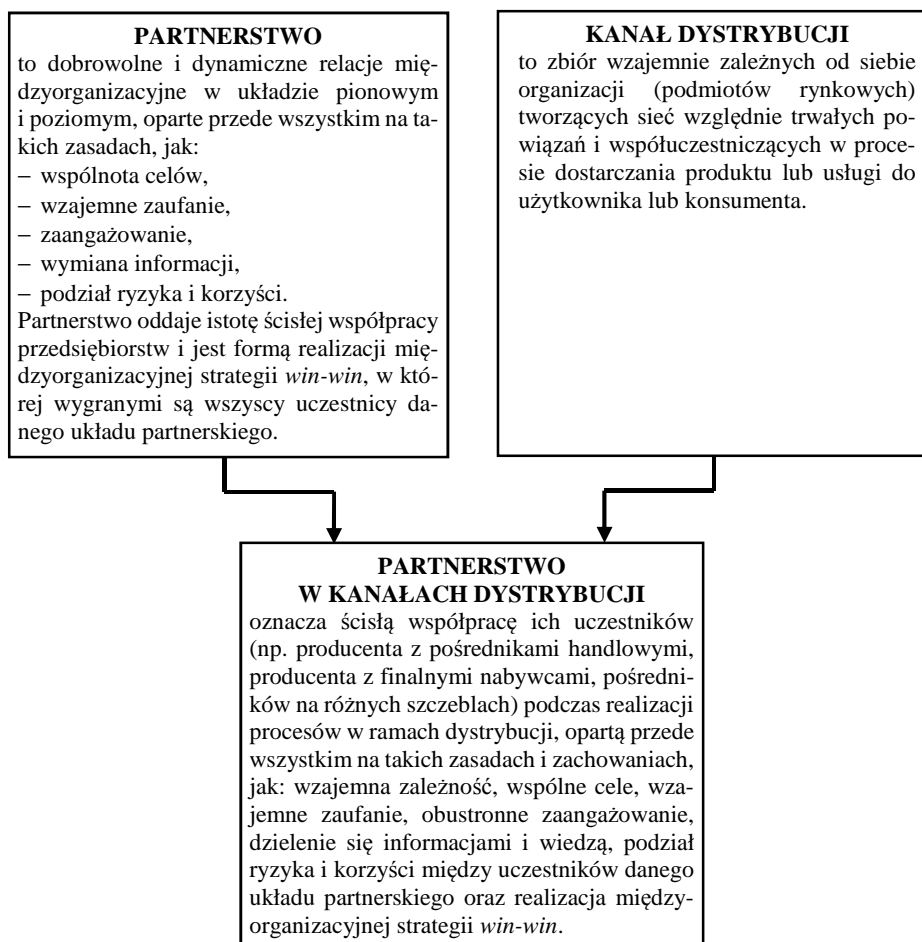 PARTNERSTWO
to dobrowolne i dynamiczne relacje mię-
dzyorganizacyjne w układzie pionowym
i poziomym, oparte przede wszystkim na ta-
kich zasadach, jak:
− wspólnota celów,
− wzajemne zaufanie,
− zaangażowanie,
− wymiana informacji,
− podział ryzyka i korzyści.
Partnerstwo oddaje istotę ścisłej współpracy
przedsiębiorstw i jest formą realizacji mię-
dzyorganizacyjnej strategii win-win, w któ-
rej wygranymi są wszyscy uczestnicy da-
nego układu partnerskiego.
KANAŁ DYSTRYBUCJI
to zbiór wzajemnie zależnych od siebie
organizacji (podmiotów rynkowych)
tworzących sieć względnie trwałych po-
wiązań i współuczestniczących w proce-
sie dostarczania produktu lub usługi do
użytkownika lub konsumenta.
PARTNERSTWO
W KANAŁACH DYSTRYBUCJI
oznacza ścisłą współpracę ich uczestników
(np. producenta z pośrednikami handlowymi,
producenta z finalnymi nabywcami, pośredni-
ków na różnych szczeblach) podczas realizacji
procesów w ramach dystrybucji, opartą przede
wszystkim na takich zasadach i zachowaniach,
jak: wzajemna zależność, wspólne cele, wza-
jemne zaufanie, obustronne zaangażowanie,
dzielenie się informacjami i wiedzą, podział
ryzyka i korzyści między uczestników danego
układu partnerskiego oraz realizacja między-
organizacyjnej strategii win-win.